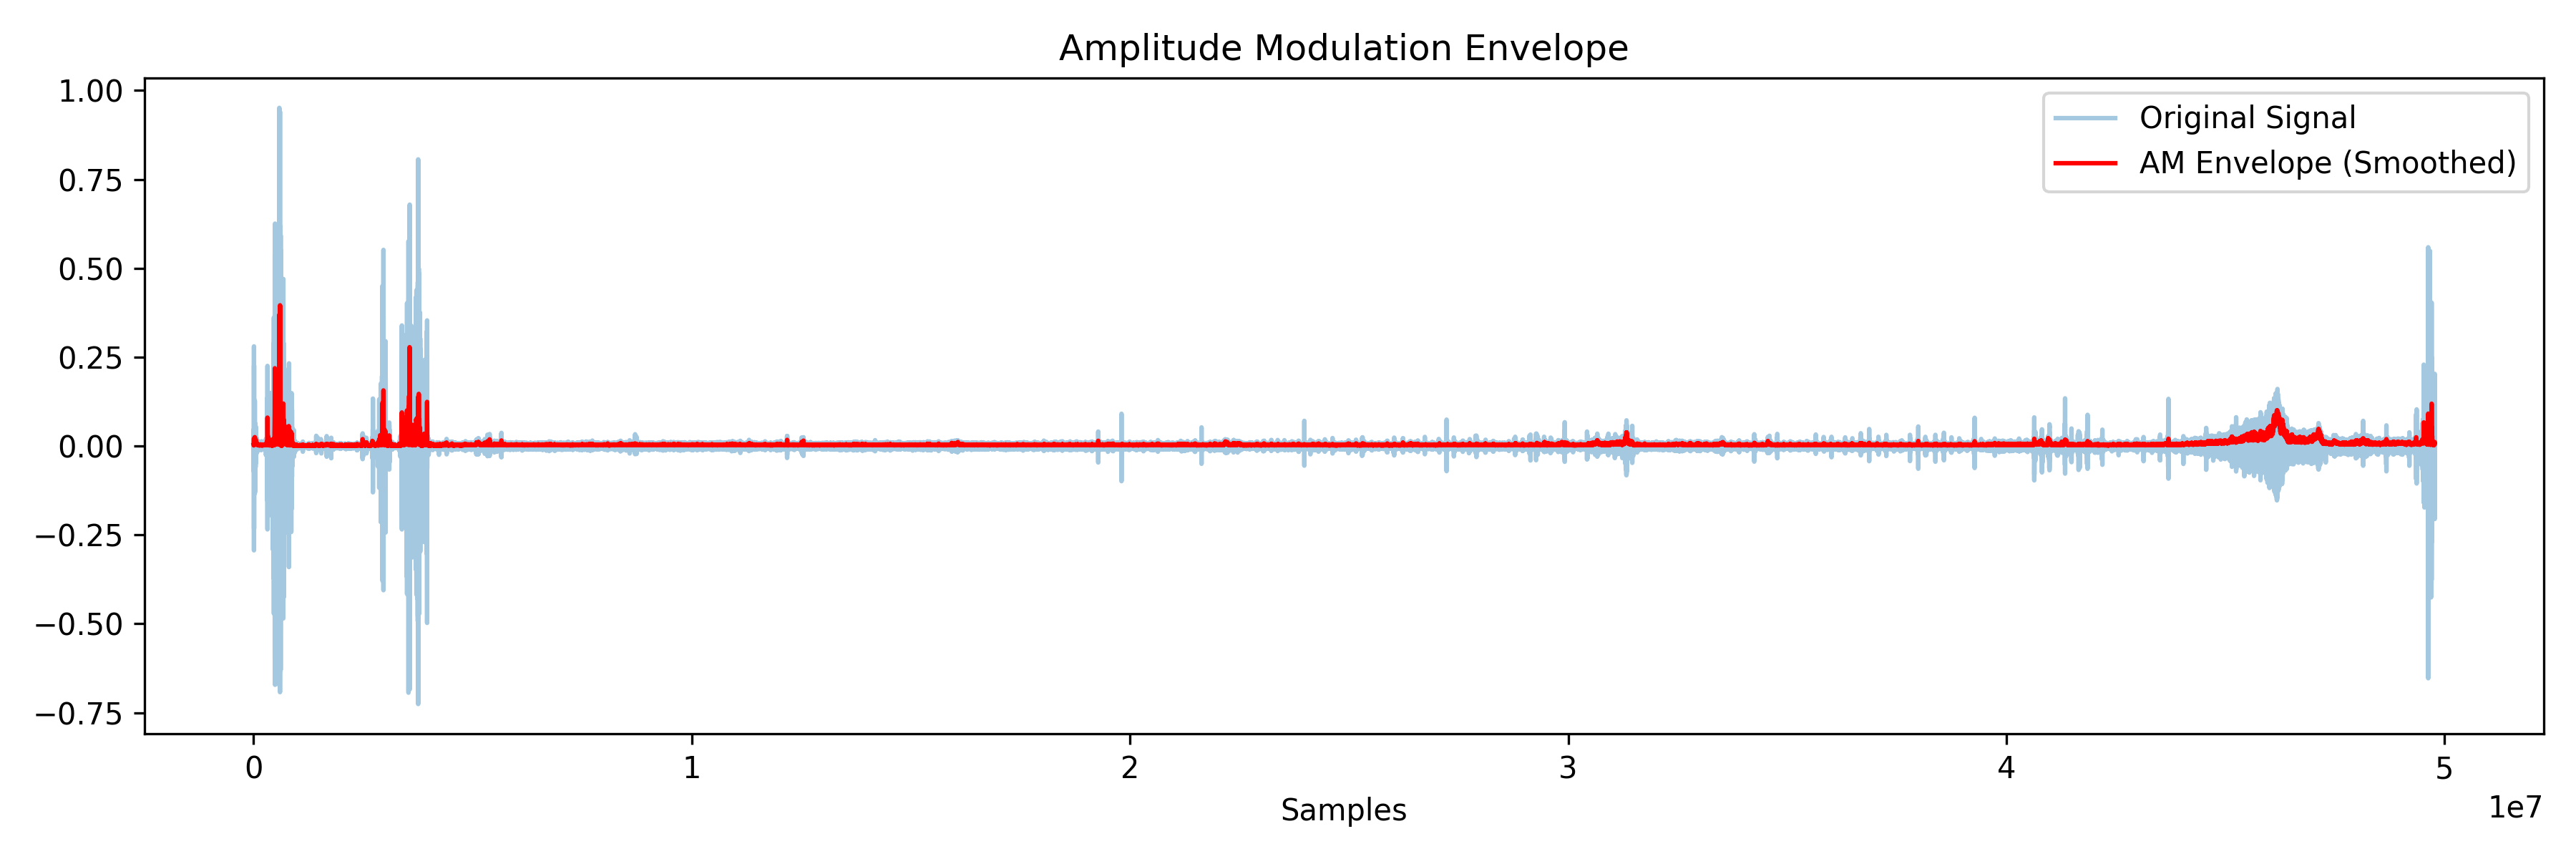 Amplitude Modulation Envelope
1.00
0.75
0.50
0.25
0.00
−0.25
−0.50
−0.75
Original Signal
AM Envelope (Smoothed)
0 1 2 3 4 5
1e7
Samples